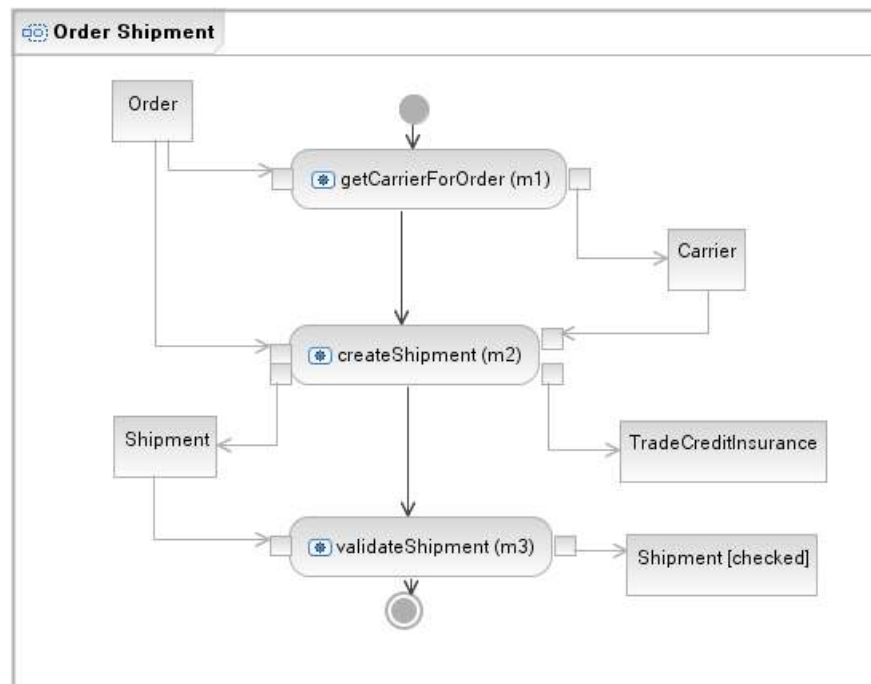 Order Shipment
Order
getCarrierForOrder (m1)
Carrier
createShipment (m2)
Shipment
TradeCreditInsurance
validateShipment (m3)
Shipment [checked]